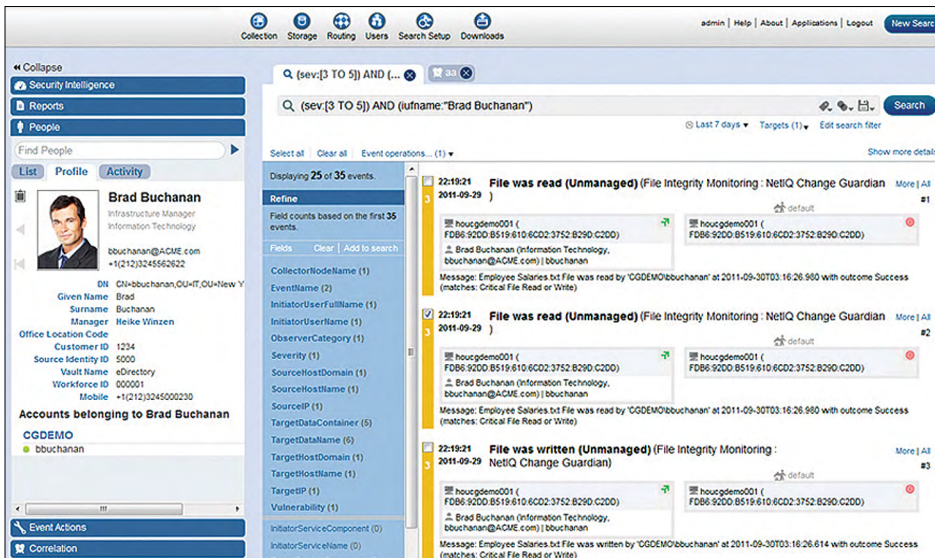 Collection Storage Routing Users Search Setup Downloads
admin | Help | About | Applications | Logout
New Searc
Collapse
Security Intelligence
Reports
People
Find People
List Profile Activity
Brad Buchanan
Infrastructure Manager
Information Technology
bbuchanan@ACME.com
+1(212)3245562622
DN CN=bbuchanan,OU=IT,OU=New Y
Given Name Brad
Surname Buchanan
Manager Heike Winzen
Office Location Code
Customer ID 1234
Source Identity ID 5000
Vault Name eDirectory
Workforce ID 000001
Mobile +1(212)3245000230
Accounts belonging to Brad Buchanan
CGDEMO
bbuchanan
Event Actions
Correlation
(sev:[3 TO 5]) AND (...
aa
(sev:[3 TO 5]) AND (iufname:"Brad Buchanan")
Search
Last 7 days Targets (1) Edit search filter
Select all Clear all Event operations... (1)
Show more detail
Displaying 25 of 35 events.
Refine
Field counts based on the first 35
events.
Fields Clear | Add to search
CollectorNodeName (1)
EventName (2)
InitiatorUserFullName (1)
InitiatorUserName (1)
ObserverCategory (1)
Severity (1)
SourceHostDomain (1)
SourceHostName (1)
SourceIP (1)
TargetDataContainer (5)
TargetDataName (6)
TargetHostDomain (1)
TargetHostName (1)
TargetIP (1)
Vulnerability (1)
InitiatorServiceComponent (0)
InitiatorServiceName (0)
3
22:19:21 File was read (Unmanaged) (File Integrity Monitoring : NetIQ Change Guardian More | All
2011-09-29 ) #1
default
houcgdemo001 (
FDB6:92DD:B519:610:6CD2:3752:B29D:C2DD)
Brad Buchanan (Information Technology,
bbuchanan@ACME.com) | bbuchanan
houcgdemo001 (
FDB6:92DD:B519:610:6CD2:3752:B29D:C2DD)
Message: Employee Salaries.txt File was read by 'CGDEMO\bbuchanan' at 2011-09-30T03:16:26.980 with outcome Success
(matches: Critical File Read or Write)
3
22:19:21 File was read (Unmanaged) (File Integrity Monitoring : NetIQ Change Guardian More | All
2011-09-29 ) #2
default
houcgdemo001 (
FDB6:92DD:B519:610:6CD2:3752:B29D:C2DD)
Brad Buchanan (Information Technology,
bbuchanan@ACME.com) | bbuchanan
houcgdemo001 (
FDB6:92DD:B519:610:6CD2:3752:B29D:C2DD)
Message: Employee Salaries.txt File was read by 'CGDEMO\bbuchanan' at 2011-09-30T03:16:26.980 with outcome Success
(matches: Critical File Read or Write)
3
22:19:21 File was written (Unmanaged) (File Integrity Monitoring : More | All
2011-09-29 NetIQ Change Guardian) #3
default
houcgdemo001 (
FDB6:92DD:B519:610:6CD2:3752:B29D:C2DD)
Brad Buchanan (Information Technology,
bbuchanan@ACME.com) | bbuchanan
houcgdemo001 (
FDB6:92DD:B519:610:6CD2:3752:B29D:C2DD)
Message: Employee Salaries.txt File was written by 'CGDEMO\bbuchanan' at 2011-09-30T03:16:26.614 with outcome Success
(matches: Critical File Read or Write)